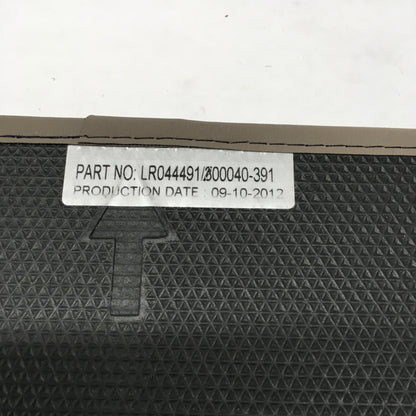 PART NO: LR044491/300040-391
PRODUCTION DATE : 09-10-2012